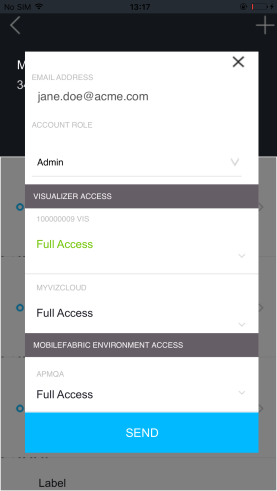 No SIM 13:17
M
34
EMAIL ADDRESS
jane.doe@acme.com
ACCOUNT ROLE
Admin
VISUALIZER ACCESS
100000009 VIS
Full Access
MYVIZCLOUD
Full Access
MOBILEFABRIC ENVIRONMENT ACCESS
APMQA
Full Access
SEND
Label